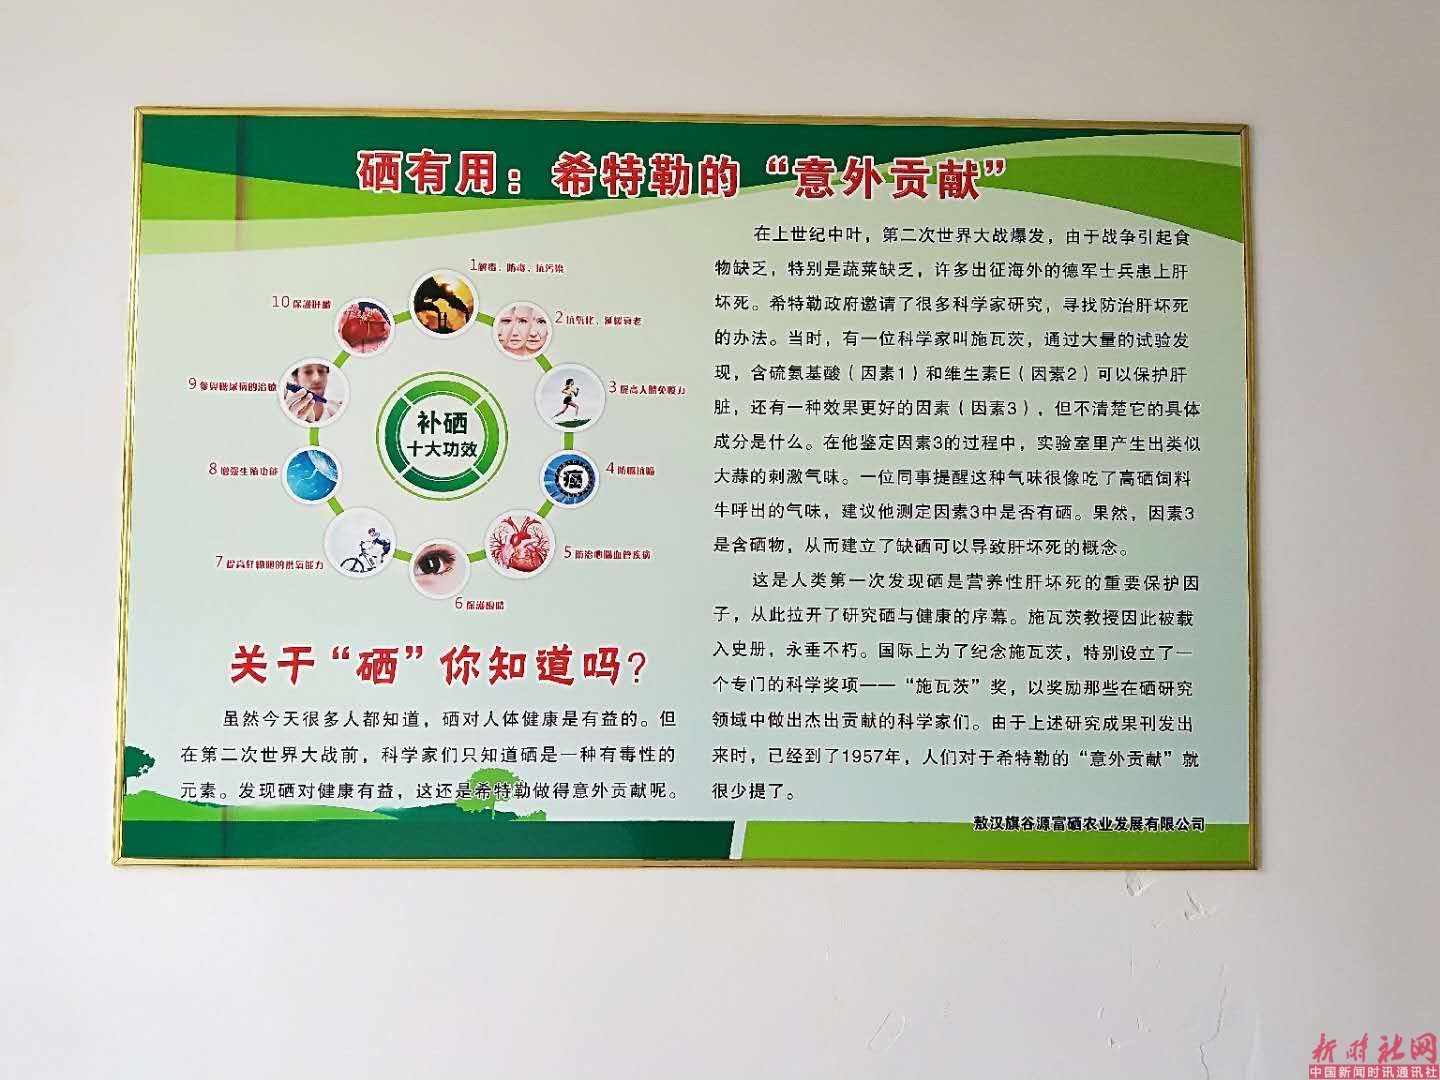 硒有用：希特勒的“意外贡献”
1解毒、防毒、抗污染
2抗氧化、延缓衰老
3提高人体免疫力
4防癌抗癌
5防治心脑血管疾病
6保护眼睛
7提高红细胞的携氧能力
8增强生殖功能
9参与糖尿病的治疗
10保护肝脏
癌
补硒
十大功效
关于“硒”你知道吗？
虽然今天很多人都知道，硒对人体健康是有益的。但
在第二次世界大战前，科学家们只知道硒是一种有毒性的
元素。发现硒对健康有益，这还是希特勒做得意外贡献呢。
在上世纪中叶，第二次世界大战爆发，由于战争引起食
物缺乏，特别是蔬菜缺乏，许多出征海外的德军士兵患上肝
坏死。希特勒政府邀请了很多科学家研究，寻找防治肝坏死
的办法。当时，有一位科学家叫施瓦茨，通过大量的试验发
现，含硫氨基酸（因素1）和维生素E（因素2）可以保护肝
脏，还有一种效果更好的因素（因素3），但不清楚它的具体
成分是什么。在他鉴定因素3的过程中，实验室里产生出类似
大蒜的刺激气味。一位同事提醒这种气味很像吃了高硒饲料
牛呼出的气味，建议他测定因素3中是否有硒。果然，因素3
是含硒物，从而建立了缺硒可以导致肝坏死的概念。
这是人类第一次发现硒是营养性肝坏死的重要保护因
子，从此拉开了研究硒与健康的序幕。施瓦茨教授因此被载
入史册，永垂不朽。国际上为了纪念施瓦茨，特别设立了一
个专门的科学奖项——“施瓦茨”奖，以奖励那些在硒研究
领域中做出杰出贡献的科学家们。由于上述研究成果刊发出
来时，已经到了1957年，人们对于希特勒的“意外贡献”就
很少提了。
敖汉旗谷源富硒农业发展有限公司
新时社网
中国新闻时讯通讯社